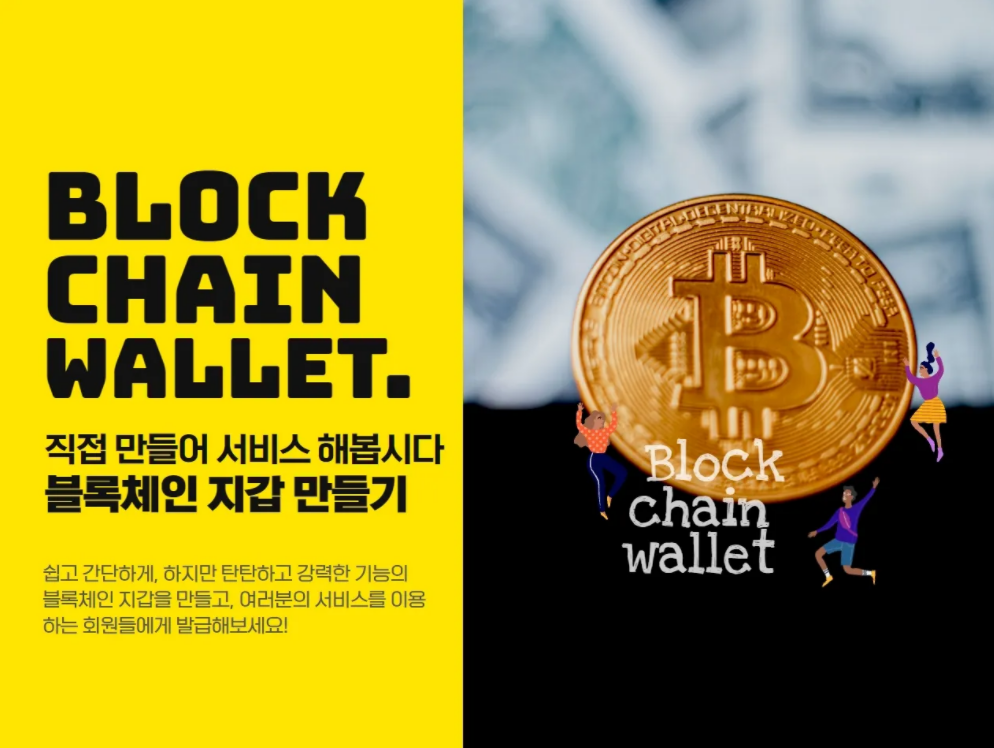 BLOCK
CHAIN
WALLET.
직접 만들어 서비스 해봅시다
블록체인 지갑 만들기
쉽고 간단하게, 하지만 탄탄하고 강력한 기능의
블록체인 지갑을 만들고, 여러분의 서비스를 이용
하는 회원들에게 발급해보세요!
DIGITAL DECENTRALIZED
Block
chain
wallet